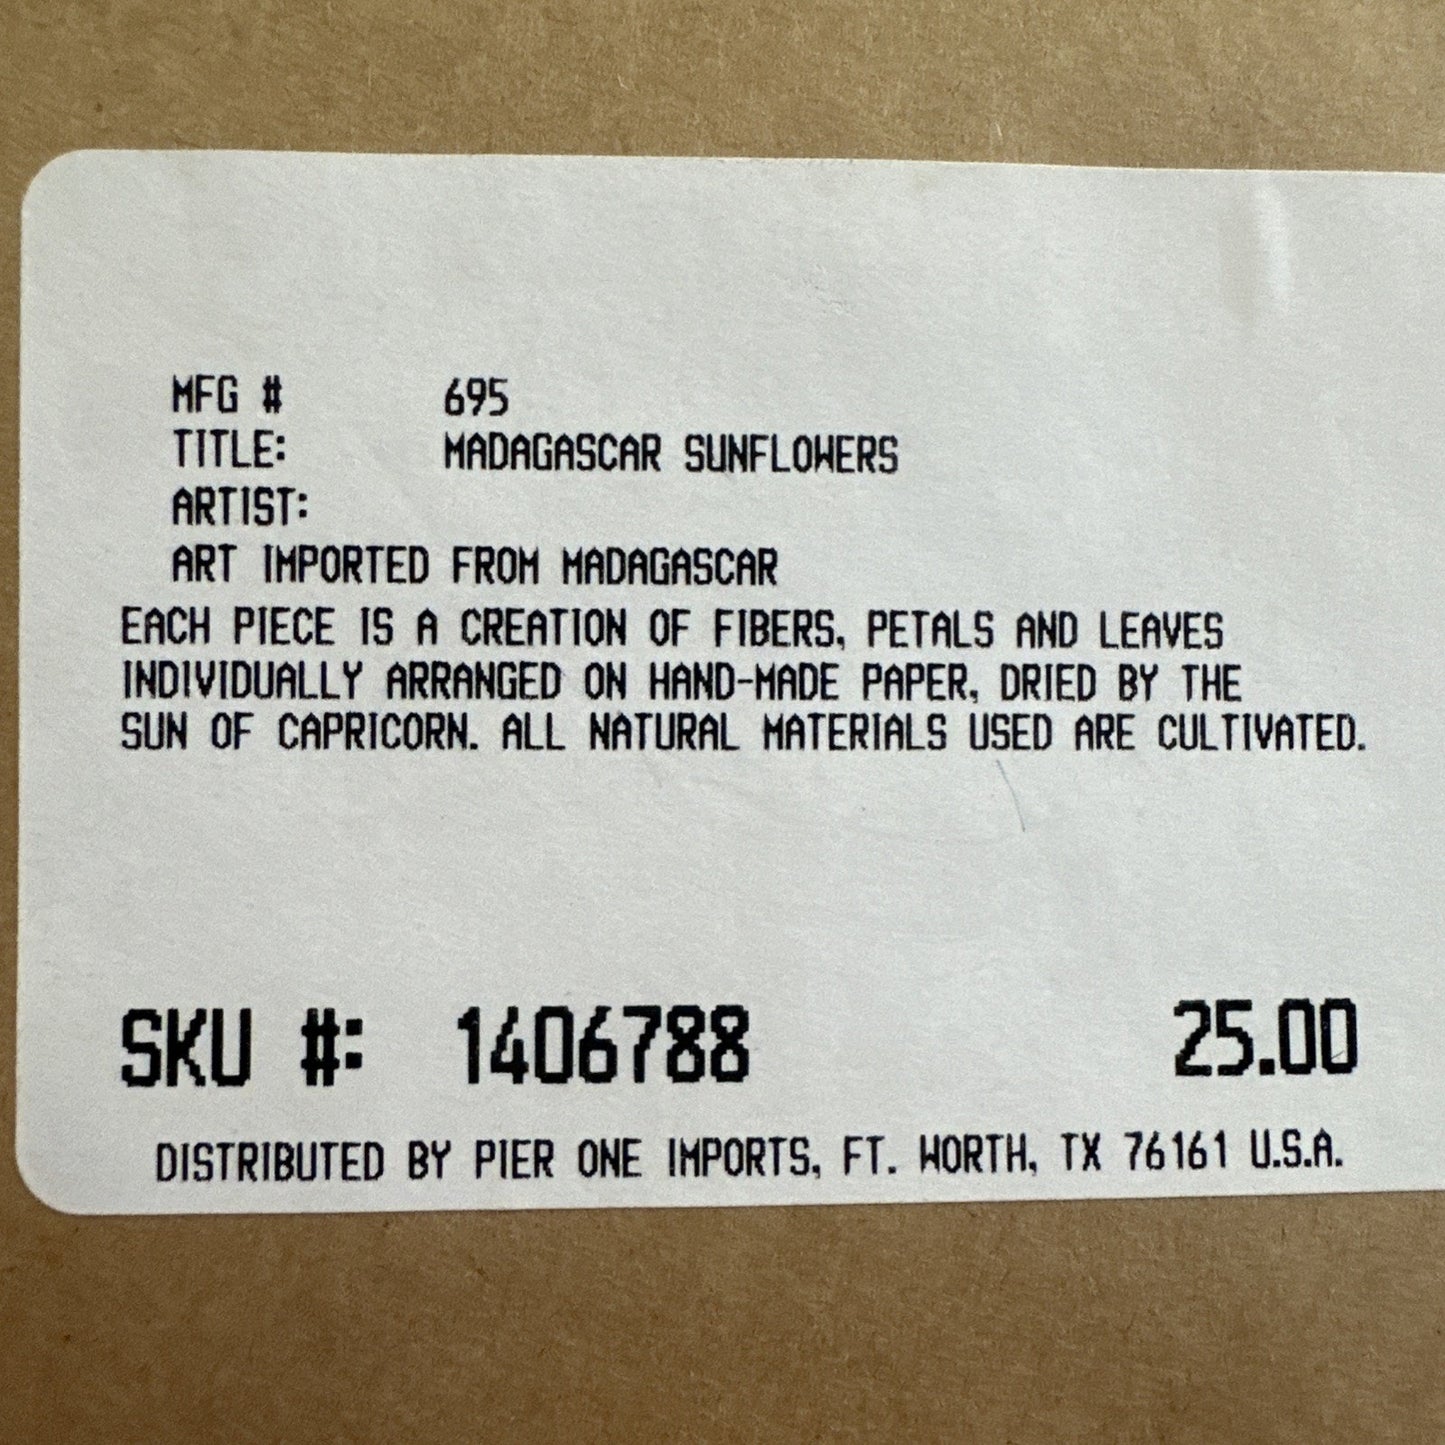 MFG # 695
TITLE: MADAGASCAR SUNFLOWERS
ARTIST:
ART IMPORTED FROM MADAGASCAR
EACH PIECE IS A CREATION OF FIBERS, PETALS AND LEAVES
INDIVIDUALLY ARRANGED ON HAND-MADE PAPER, DRIED BY THE
SUN OF CAPRICORN. ALL NATURAL MATERIALS USED ARE CULTIVATED.
SKU #: 1406788 25.00
DISTRIBUTED BY PIER ONE IMPORTS, FT. WORTH, TX 76161 U.S.A.